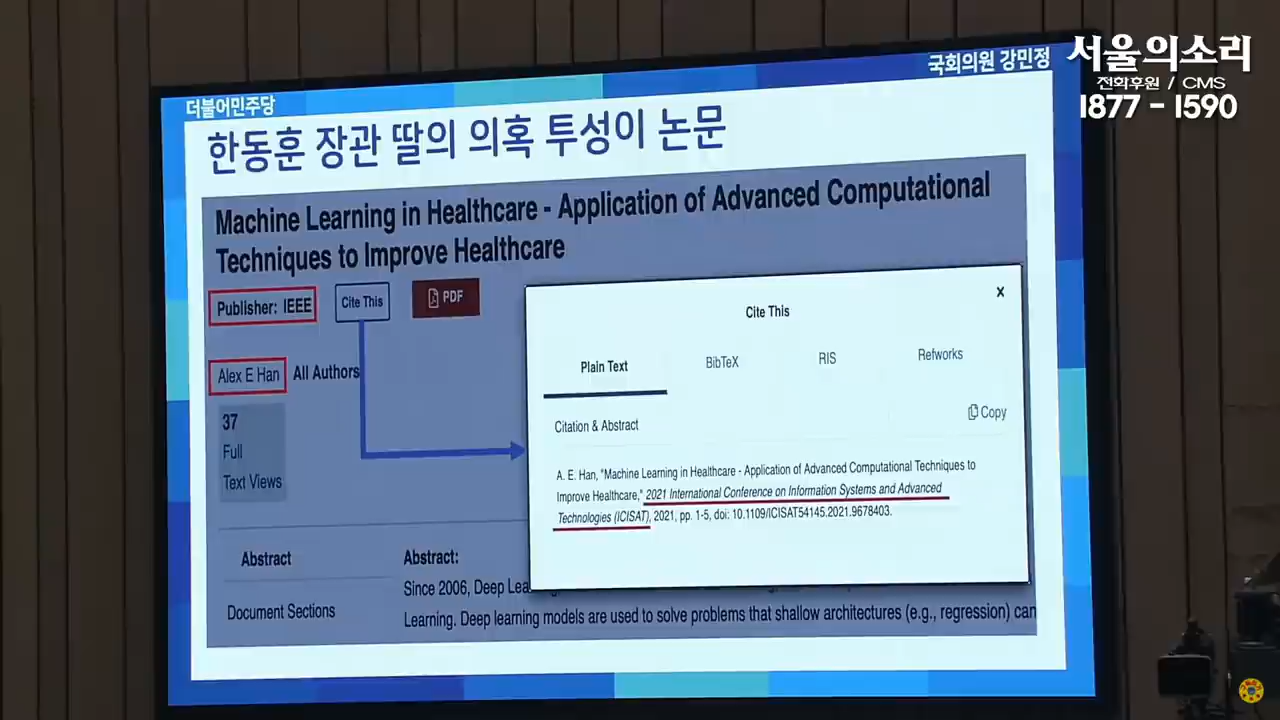 서울의소리
전화후원 / CMS
1877 - 1590
더불어민주당
국회의원 강민정
한동훈 장관 딸의 의혹 투성이 논문
Machine Learning in Healthcare - Application of Advanced Computational
Techniques to Improve Healthcare
Publisher: IEEE
Cite This
PDF
Alex E Han
All Authors
37
Full
Text Views
Abstract
Document Sections
Abstract:
Since 2006, Deep Lea
Learning. Deep learning models are used to solve problems that shallow architectures (e.g., regression) can
Cite This
x
Plain Text
BibTeX
RIS
Refworks
Citation & Abstract
Copy
A. E. Han, "Machine Learning in Healthcare - Application of Advanced Computational Techniques to
Improve Healthcare," 2021 International Conference on Information Systems and Advanced
Technologies (ICISAT), 2021, pp. 1-5, doi: 10.1109/ICISAT54145.2021.9678403.